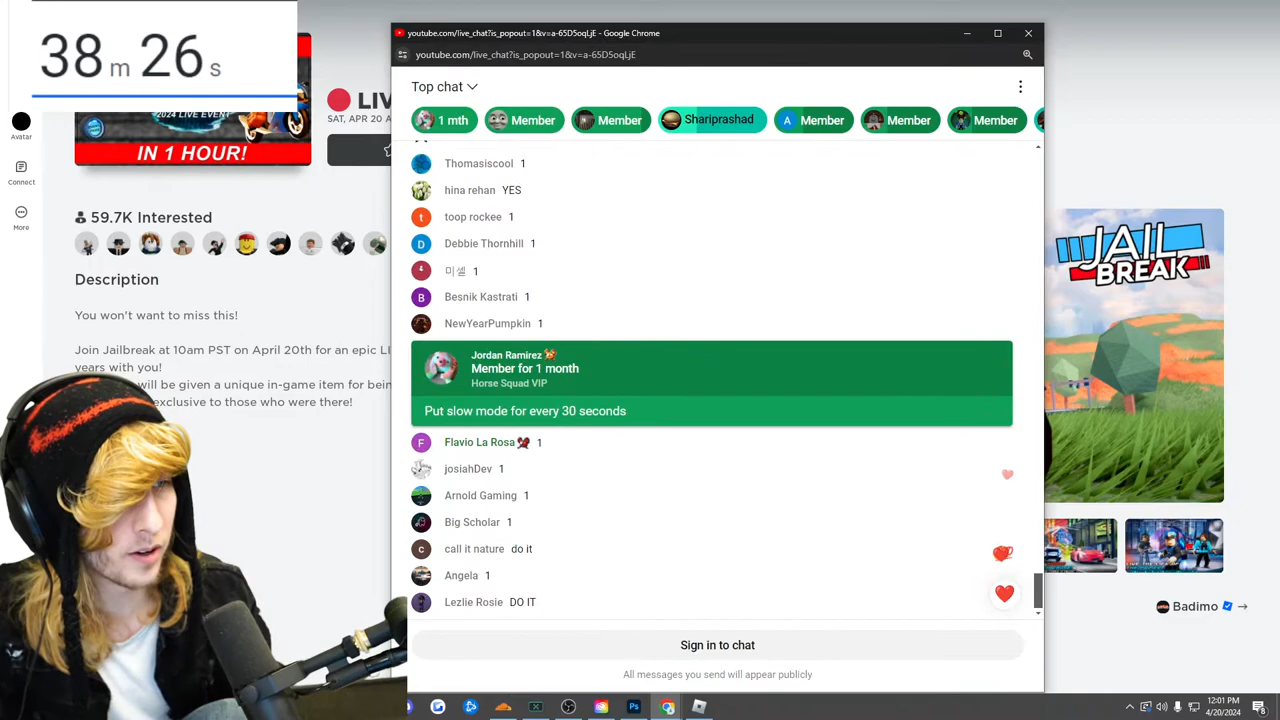 38 m 26 s
youtube.com/live_chat?is_popout=1&v=a-65D5oqLjE - Google Chrome
youtube.com/live_chat?is_popout=1&v=a-65D5oqLjE
Top chat
1 mth
Member
Member
Shariprashad
A
Member
Member
Member
Avatar
Connect
More
2024 LIVE EVENT
IN 1 HOUR!
LIV
SAT, APR 20 A
59.7K Interested
Description
You won't want to miss this!
Join Jailbreak at 10am PST on April 20th for an epic LI
years with you!
will be given a unique in-game item for bein
exclusive to those who were there!
Thomasiscool 1
hina rehan YES
t
toop rockee 1
D
Debbie Thornhill 1
미셀 1
B
Besnik Kastrati 1
NewYearPumpkin 1
Jordan Ramirez
Member for 1 month
Horse Squad VIP
Put slow mode for every 30 seconds
F
Flavio La Rosa 1
josiahDev 1
Arnold Gaming 1
Big Scholar 1
C
call it nature do it
Angela 1
Lezlie Rosie DO IT
Sign in to chat
All messages you send will appear publicly
JAIL
BREAK
Badimo
Ps
12:01 PM
4/20/2024